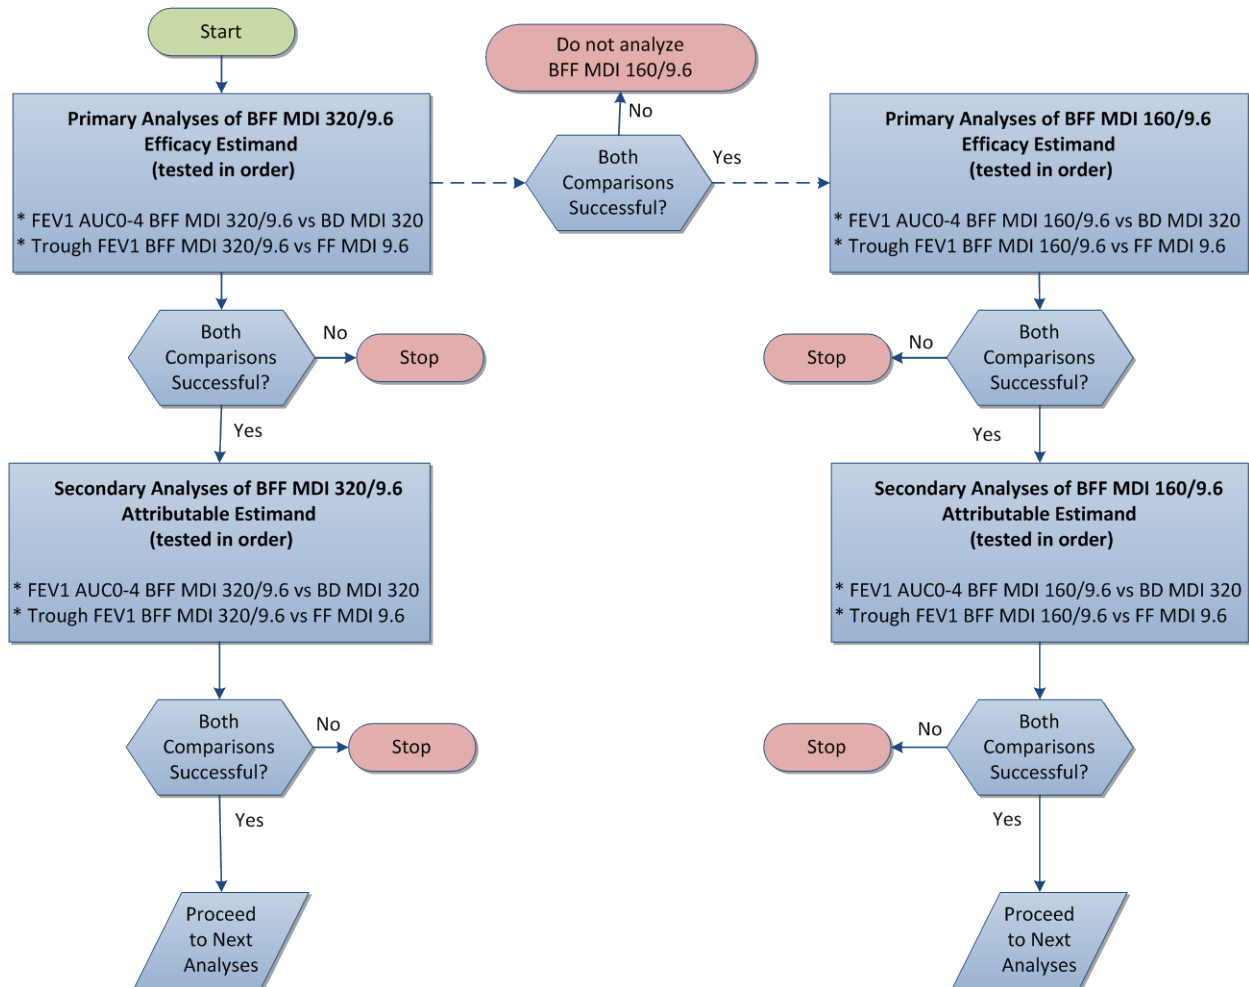 Start
Do not analyze
BFF MDI 160/9.6
No
Primary Analyses of BFF MDI 320/9.6
Efficacy Estimand
(tested in order)
* FEV1 AUC0-4 BFF MDI 320/9.6 vs BD MDI 320
* Trough FEV1 BFF MDI 320/9.6 vs FF MDI 9.6
Both
Comparisons
Successful?
Yes
Primary Analyses of BFF MDI 160/9.6
Efficacy Estimand
(tested in order)
* FEV1 AUC0-4 BFF MDI 160/9.6 vs BD MDI 320
* Trough FEV1 BFF MDI 160/9.6 vs FF MDI 9.6
Both
Comparisons
Successful?
No
Stop
Yes
Stop
No
Both
Comparisons
Successful?
Yes
Secondary Analyses of BFF MDI 320/9.6
Attributable Estimand
(tested in order)
* FEV1 AUC0-4 BFF MDI 320/9.6 vs BD MDI 320
* Trough FEV1 BFF MDI 320/9.6 vs FF MDI 9.6
Secondary Analyses of BFF MDI 160/9.6
Attributable Estimand
(tested in order)
* FEV1 AUC0-4 BFF MDI 160/9.6 vs BD MDI 320
* Trough FEV1 BFF MDI 160/9.6 vs FF MDI 9.6
Both
Comparisons
Successful?
No
Stop
Yes
Stop
No
Both
Comparisons
Successful?
Yes
Proceed
to Next
Analyses
Proceed
to Next
Analyses